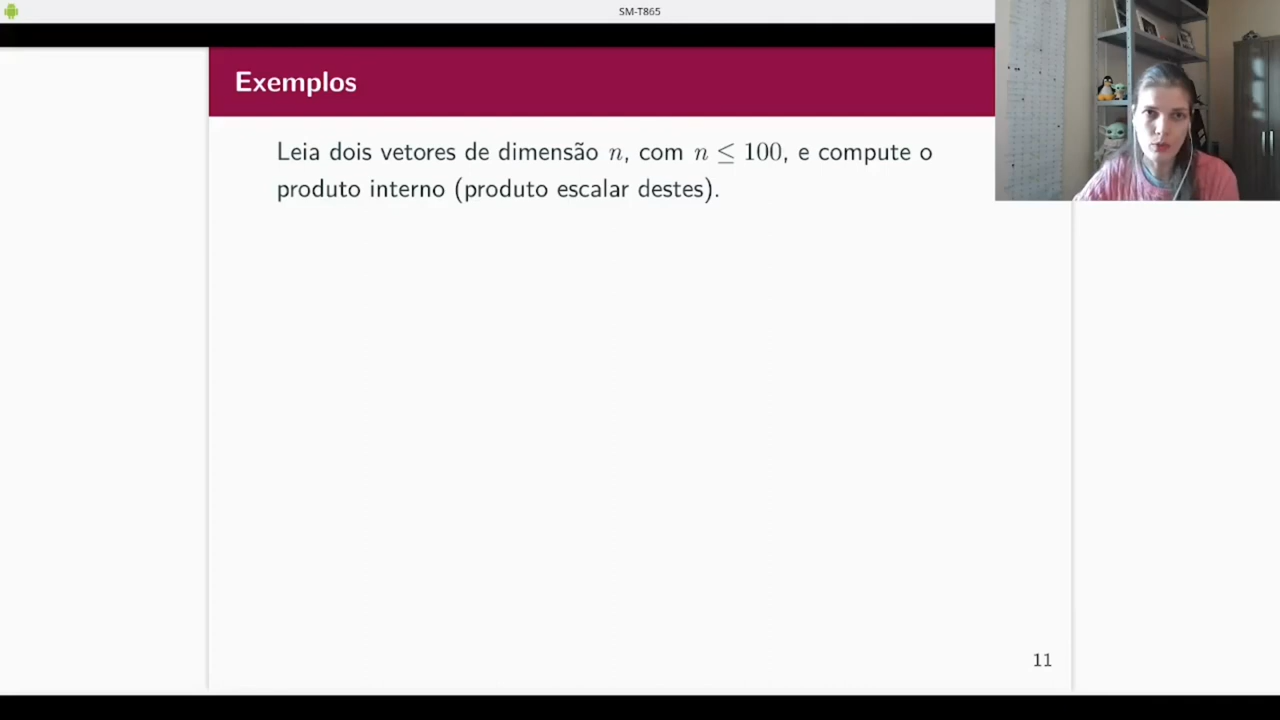 SM-T865
Exemplos
Leia dois vetores de dimensão n, com n ≤ 100, e compute o
produto interno (produto escalar destes).
11